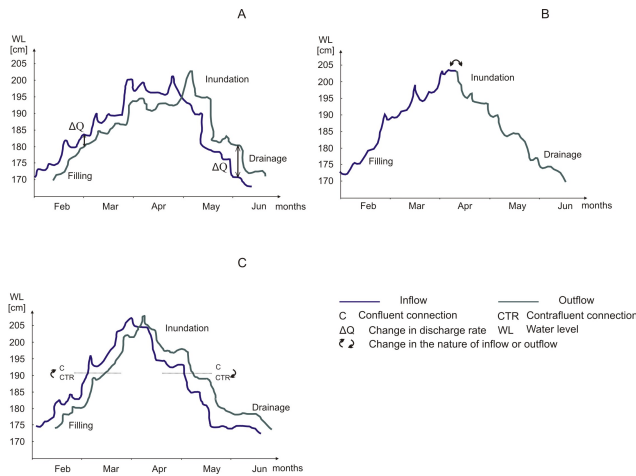 A
WL
[cm]
205
200
195
190
185
180
175
170
ΔQ
Inundation
Filling
ΔQ
Drainage
Feb Mar Apr May Jun months
B
WL
[cm]
205
200
195
190
185
180
175
170
Inundation
Filling
Drainage
Feb Mar Apr May Jun months
C
WL
[cm]
205
200
195
190
185
180
175
170
Inundation
C
CTR
C
CTR
Filling
Drainage
Feb Mar Apr May Jun months
Inflow Outflow
C Confluent connection CTR Contrafluent connection
ΔQ Change in discharge rate WL Water level
Change in the nature of inflow or outflow